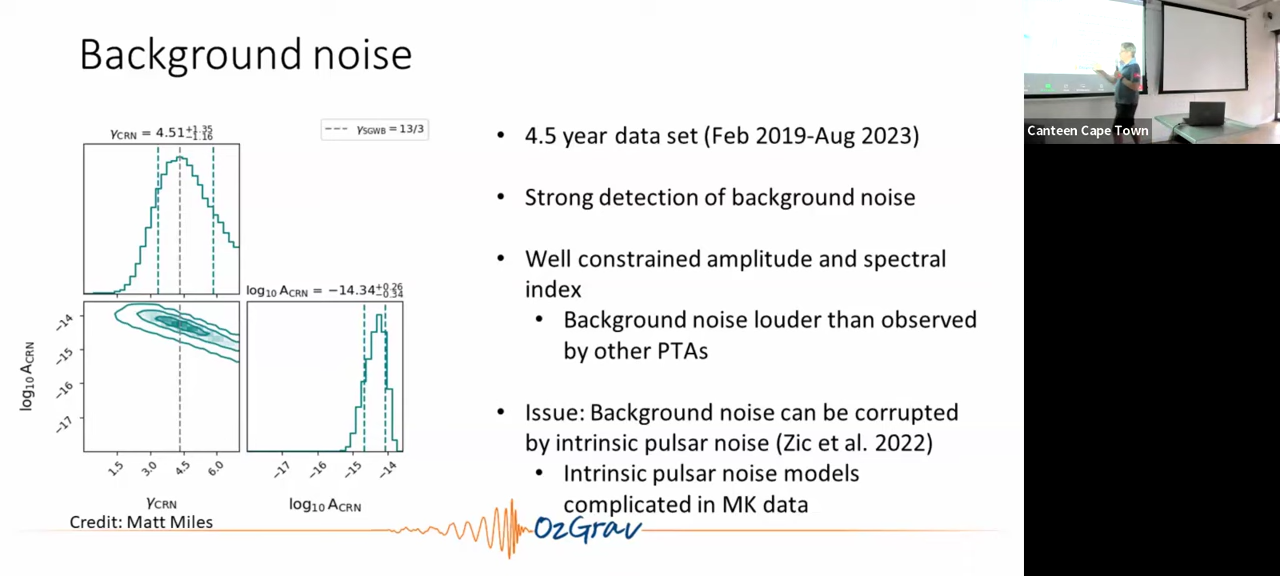 Background noise
γCRN = 4.51+1.35−1.16
γSGWB = 13/3
log10 ACRN = −14.34+0.26−0.34
−14
−15
−16
−17
log10 ACRN
1.5 3.0 4.5 6.0
γCRN
−17 −16 −15 −14
log10 ACRN
Credit: Matt Miles
• 4.5 year data set (Feb 2019-Aug 2023)
• Strong detection of background noise
• Well constrained amplitude and spectral
index
• Background noise louder than observed
by other PTAs
• Issue: Background noise can be corrupted
by intrinsic pulsar noise (Zic et al. 2022)
• Intrinsic pulsar noise models
complicated in MK data
OzGrav
Canteen Cape Town